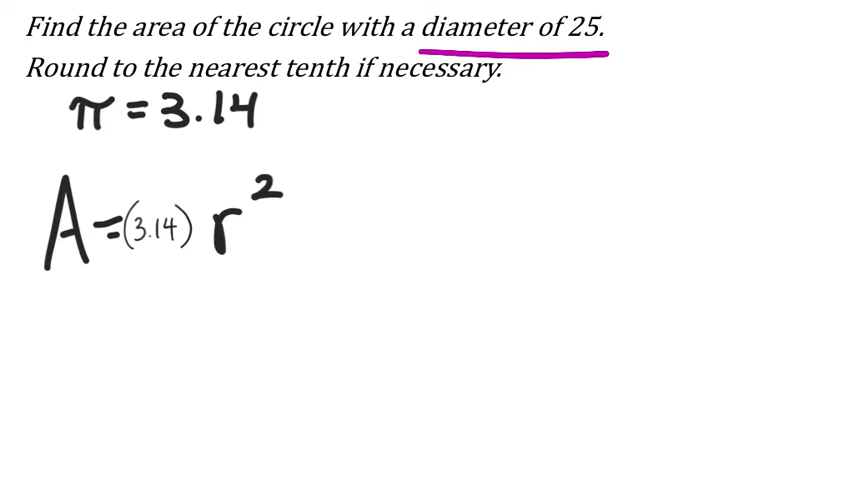 Find the area of the circle with a diameter of 25.
Round to the nearest tenth if necessary.
π = 3.14
A = (3.14) r²